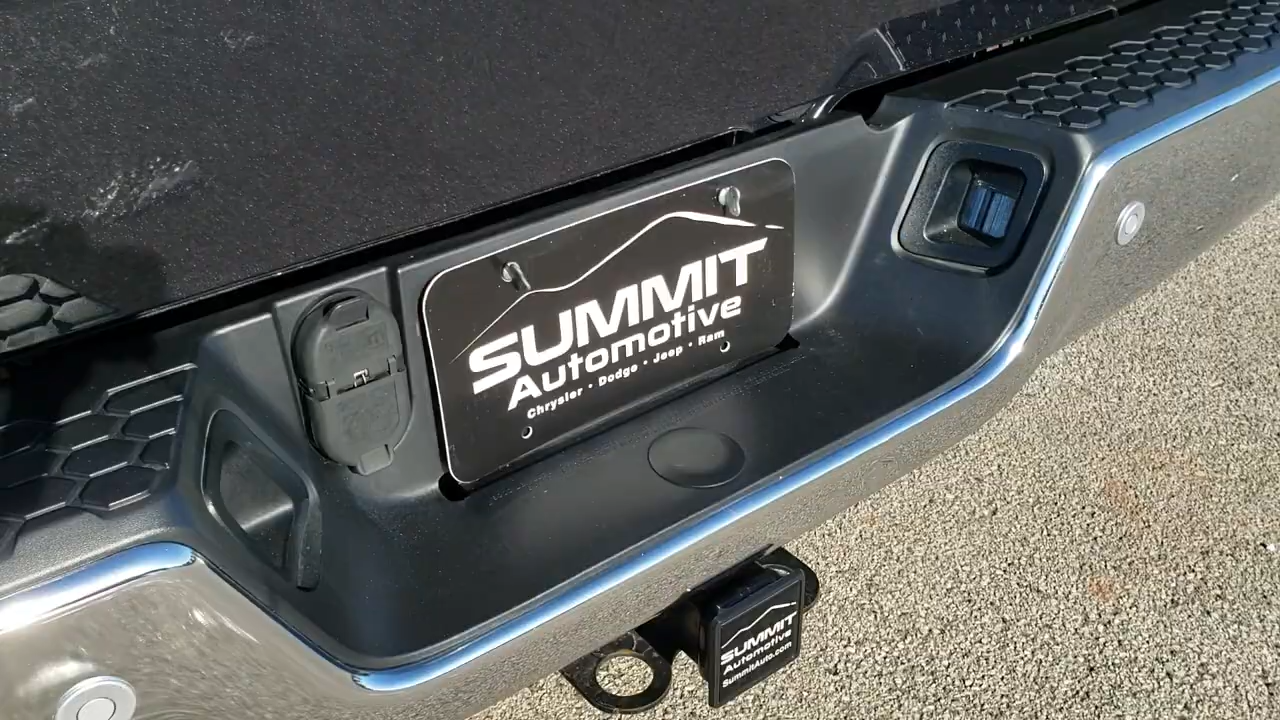 SUMMIT
Automotive
Chrysler • Dodge • Jeep • Ram
SUMMIT
Automotive
SummitAuto.com